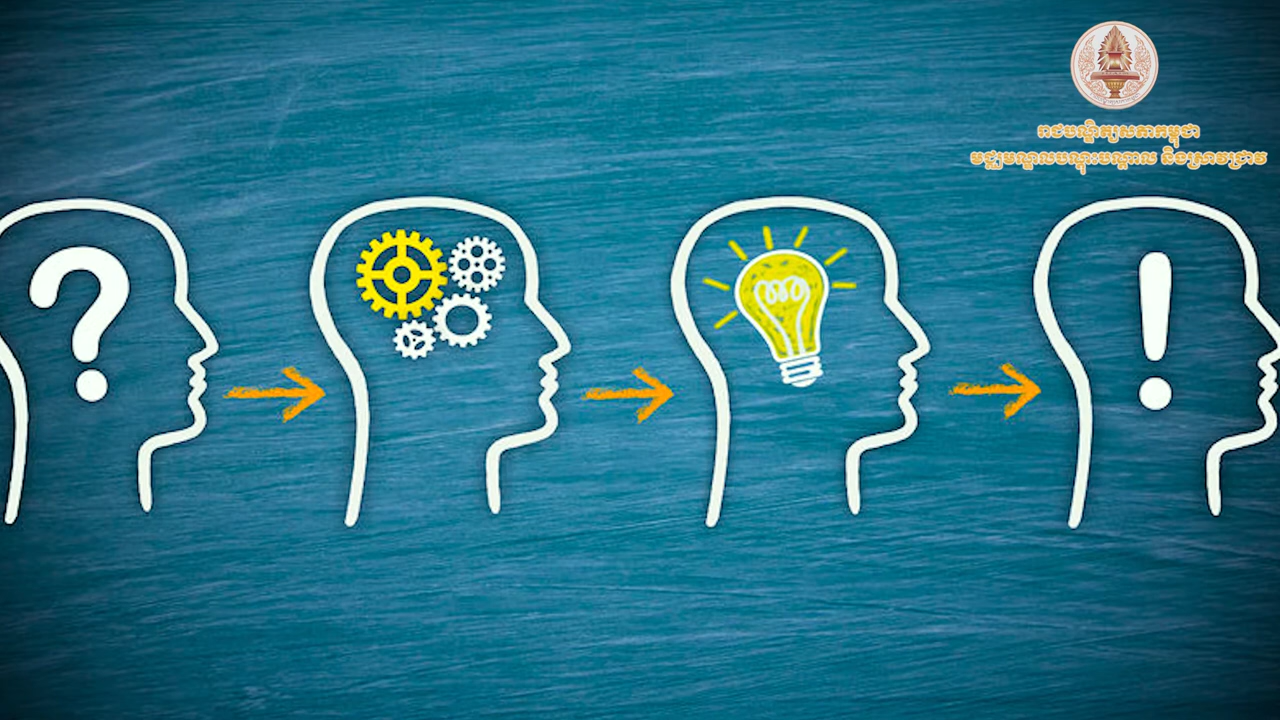 រាជបណ្ឌិត្យសភាកម្ពុជា
មជ្ឈមណ្ឌលបណ្តុះបណ្តាល និងស្រាវជ្រាវ